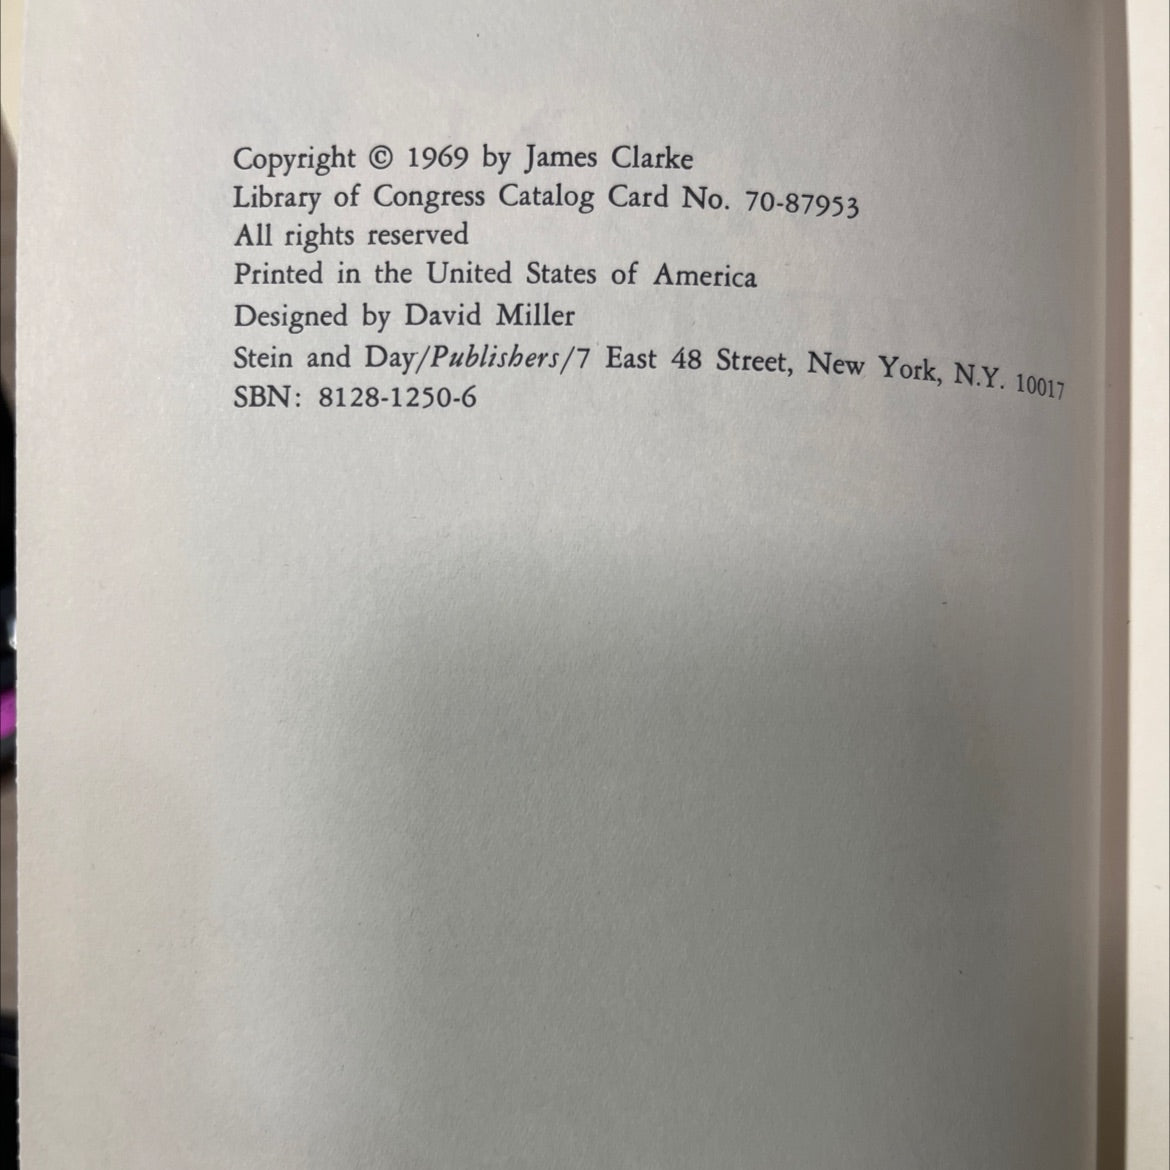 Copyright © 1969 by James Clarke
Library of Congress Catalog Card No. 70-87953
All rights reserved
Printed in the United States of America
Designed by David Miller
Stein and Day/Publishers/7 East 48 Street, New York, N.Y. 10017
SBN: 8128-1250-6